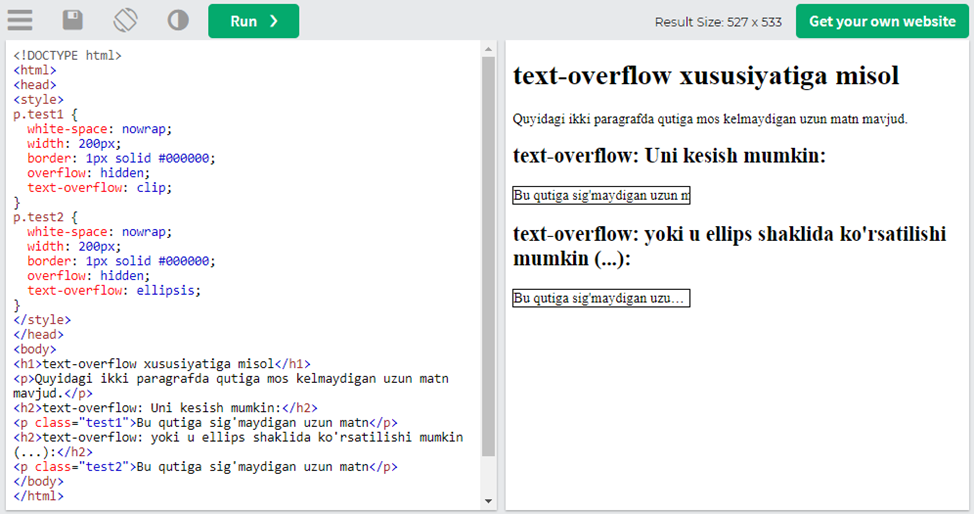 Run ❯
Result Size: 527 x 533
Get your own website
<!DOCTYPE html>
<html>
<head>
<style>
p.test1 {
  white-space: nowrap;
  width: 200px;
  border: 1px solid #000000;
  overflow: hidden;
  text-overflow: clip;
}
p.test2 {
  white-space: nowrap;
  width: 200px;
  border: 1px solid #000000;
  overflow: hidden;
  text-overflow: ellipsis;
}
</style>
</head>
<body>
<h1>text-overflow xususiyatiga misol</h1>
<p>Quyidagi ikki paragrafda qutiga mos kelmaydigan uzun matn
mavjud.</p>
<h2>text-overflow: Uni kesish mumkin:</h2>
<p class="test1">Bu qutiga sig'maydigan uzun matn</p>
<h2>text-overflow: yoki u ellips shaklida ko'rsatilishi mumkin
(...):</h2>
<p class="test2">Bu qutiga sig'maydigan uzun matn</p>
</body>
</html>
text-overflow xususiyatiga misol
Quyidagi ikki paragrafda qutiga mos kelmaydigan uzun matn mavjud.
text-overflow: Uni kesish mumkin:
Bu qutiga sig'maydigan uzun m
text-overflow: yoki u ellips shaklida ko'rsatilishi
mumkin (...):
Bu qutiga sig'maydigan uzu…